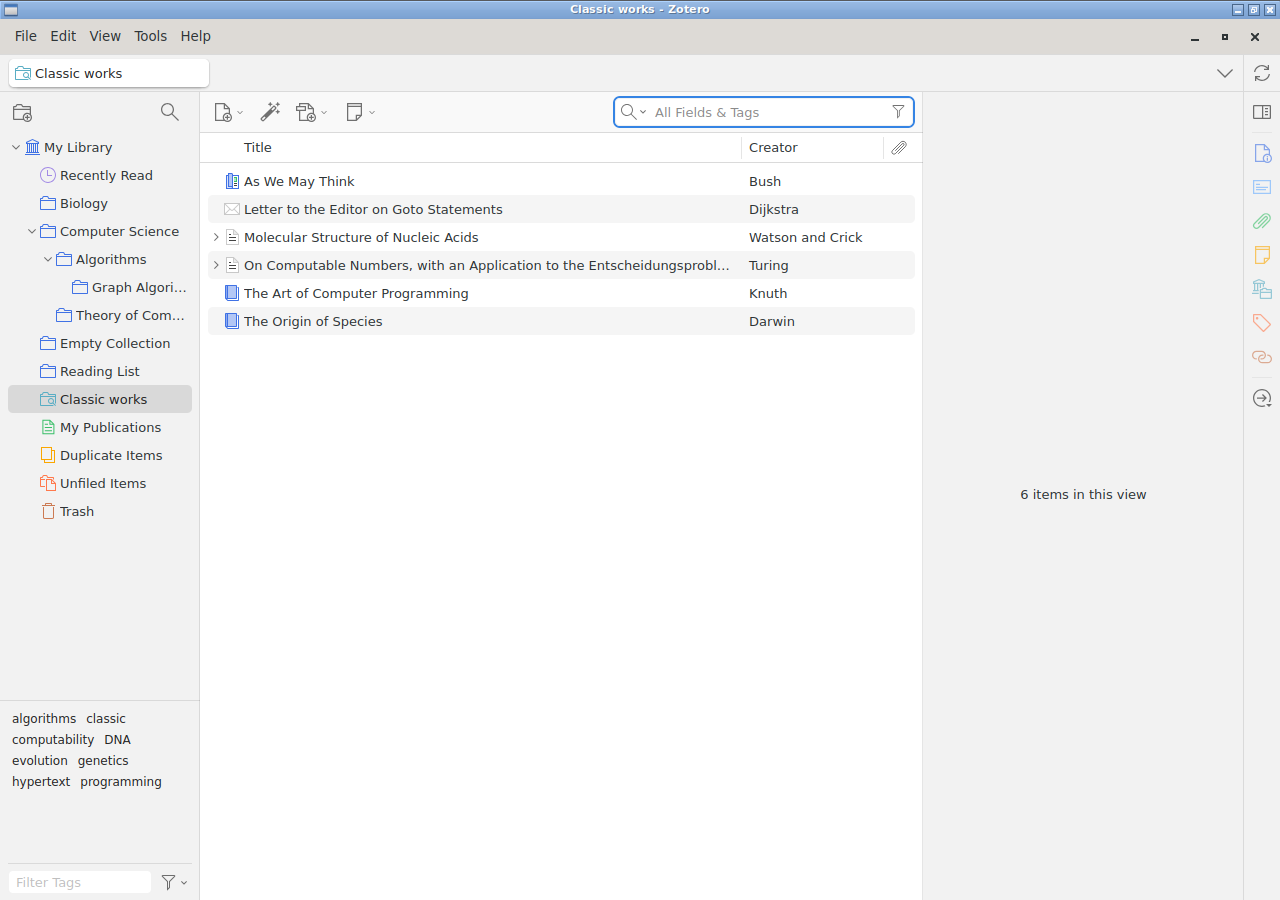 Classic works - Zotero
File Edit View Tools Help
Classic works
All Fields & Tags
My Library
Recently Read
Biology
Computer Science
Algorithms
Graph Algori...
Theory of Com...
Empty Collection
Reading List
Classic works
My Publications
Duplicate Items
Unfiled Items
Trash
algorithms classic
computability DNA
evolution genetics
hypertext programming
Filter Tags
Title Creator
As We May Think Bush
Letter to the Editor on Goto Statements Dijkstra
Molecular Structure of Nucleic Acids Watson and Crick
On Computable Numbers, with an Application to the Entscheidungsprobl... Turing
The Art of Computer Programming Knuth
The Origin of Species Darwin
6 items in this view